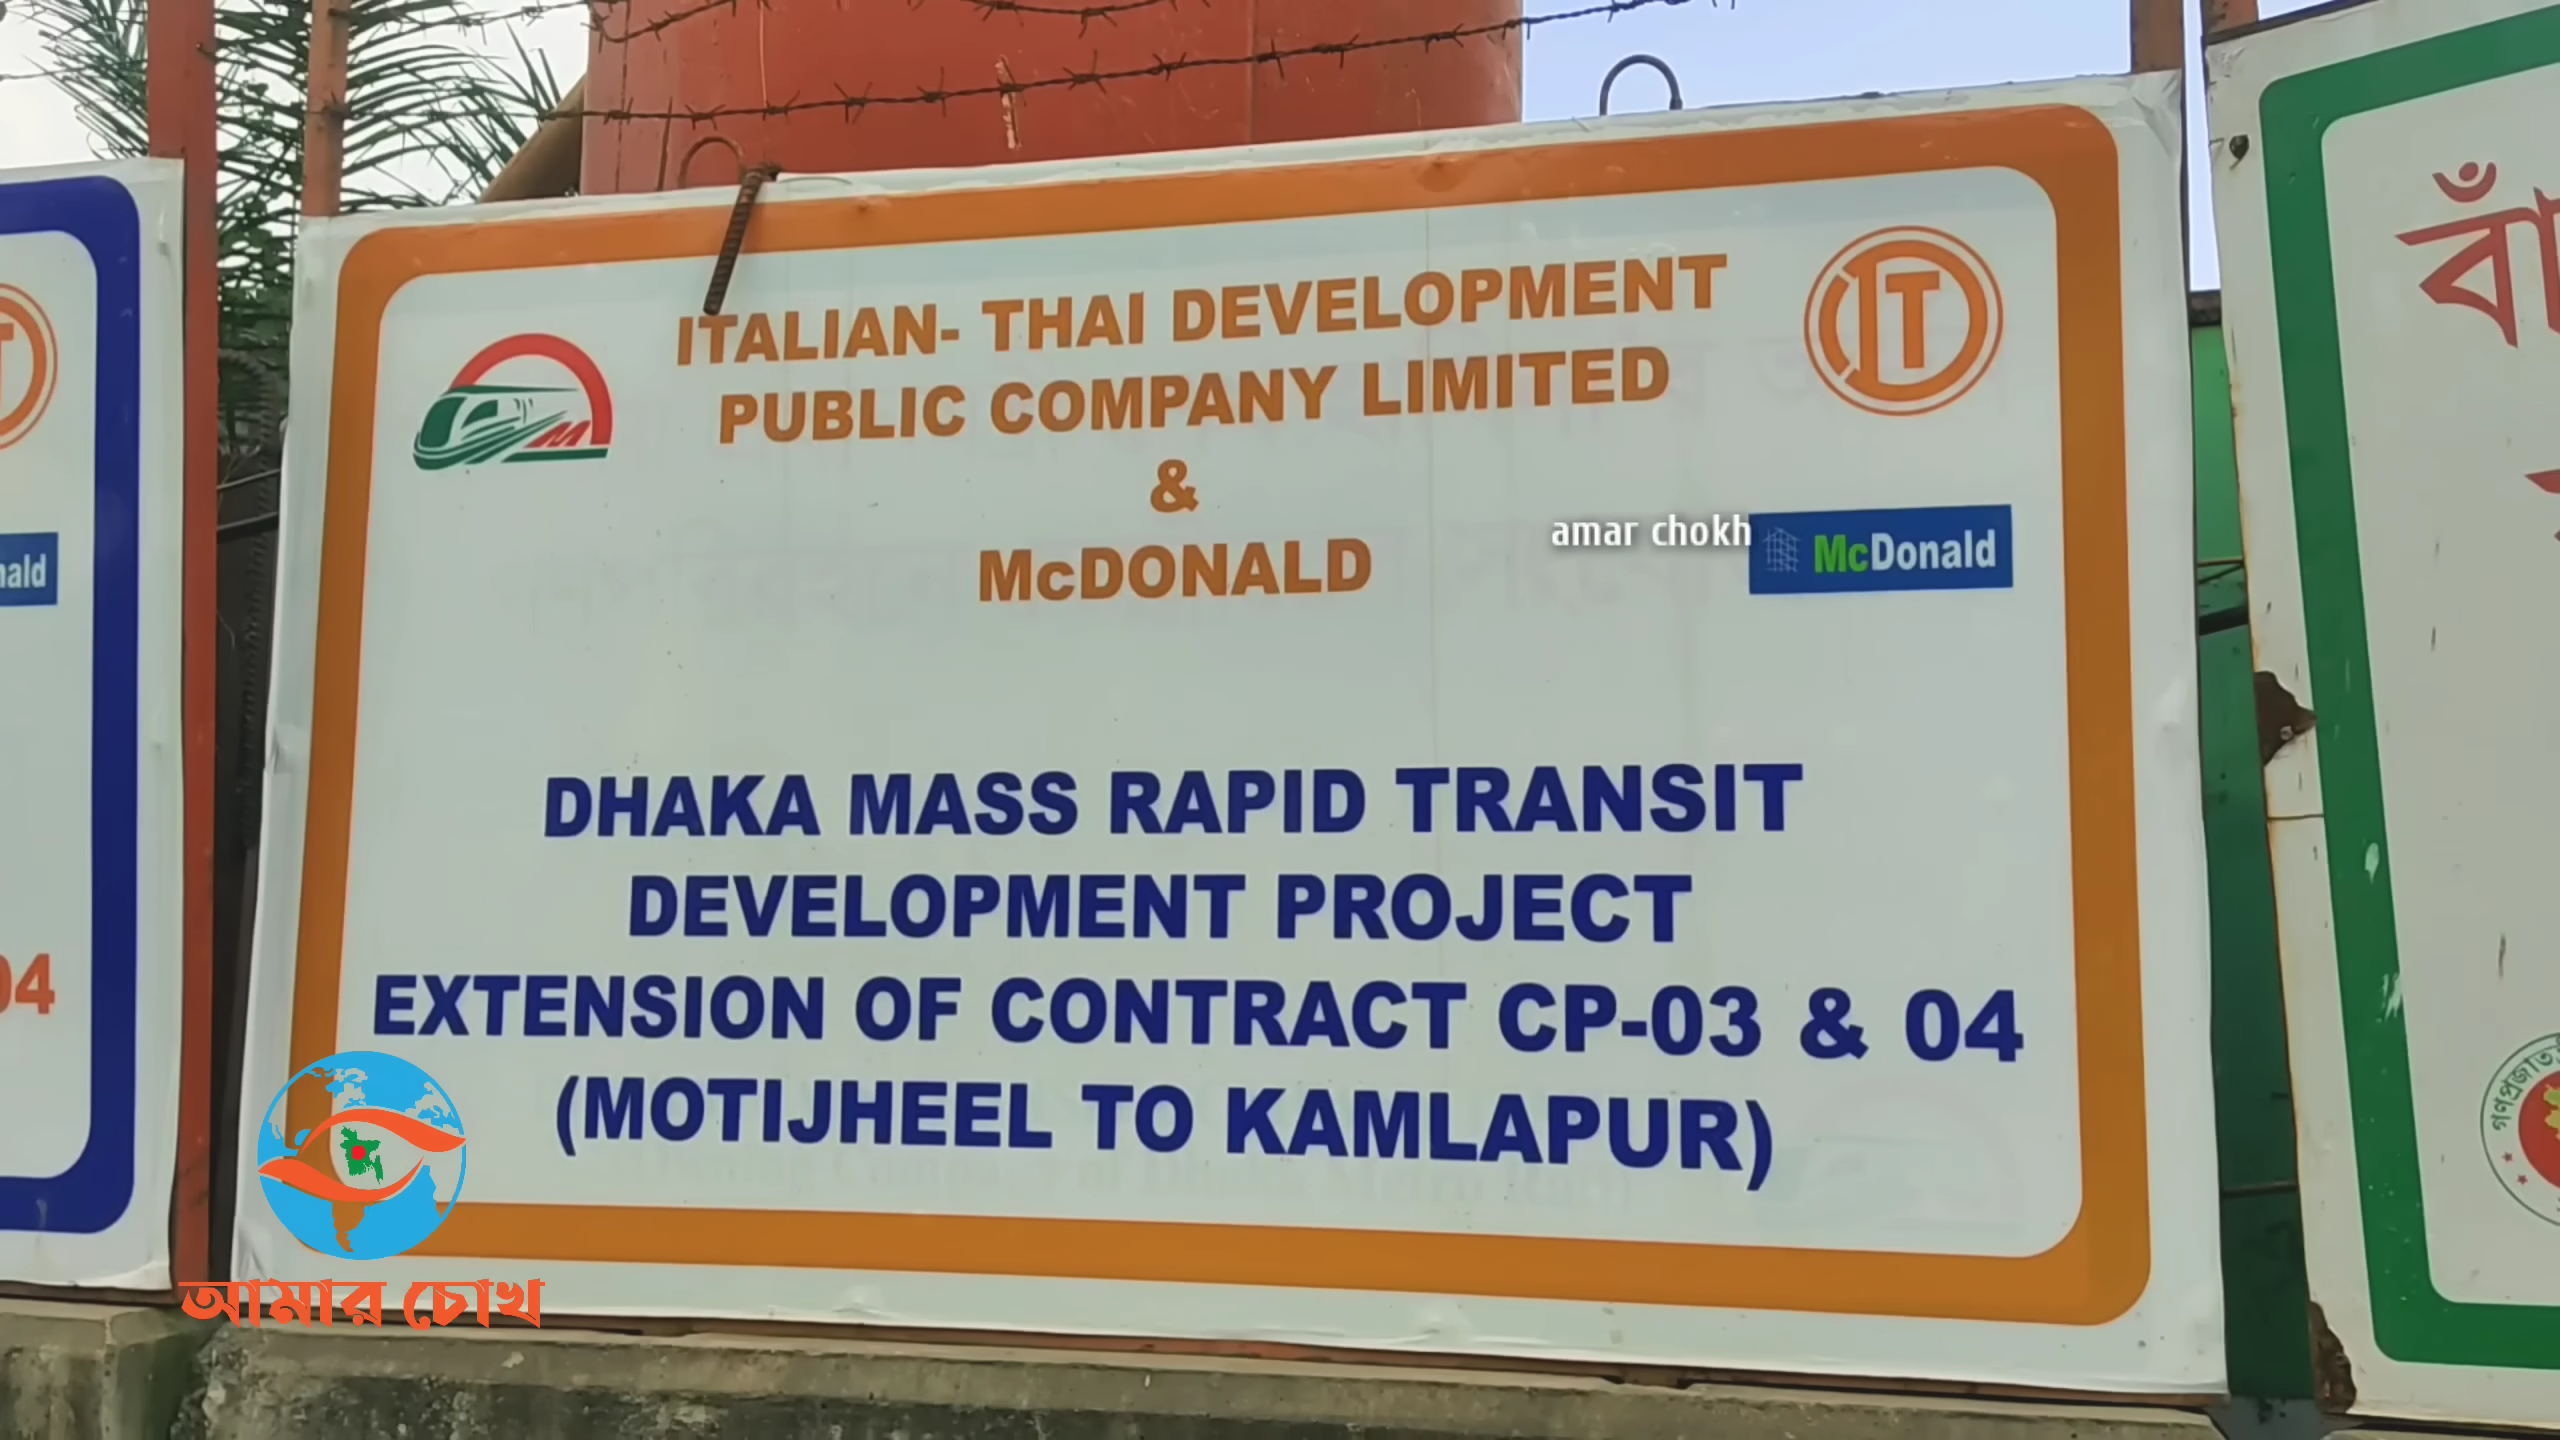 ITALIAN- THAI DEVELOPMENT
PUBLIC COMPANY LIMITED
&
McDONALD
IT
M
amar chokh
McDonald
DHAKA MASS RAPID TRANSIT
DEVELOPMENT PROJECT
EXTENSION OF CONTRACT CP-03 & 04
(MOTIJHEEL TO KAMLAPUR)
আমার চোখ
04